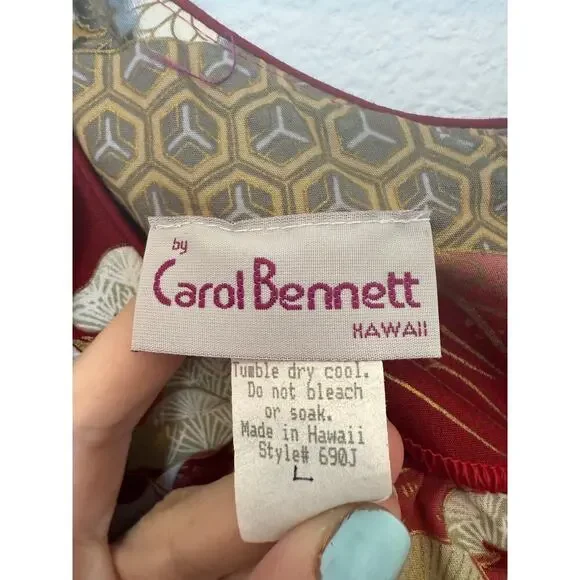 by
Carol Bennett
HAWAII
Tumble dry cool.
Do not bleach
or soak.
Made in Hawaii
Style# 690J
L